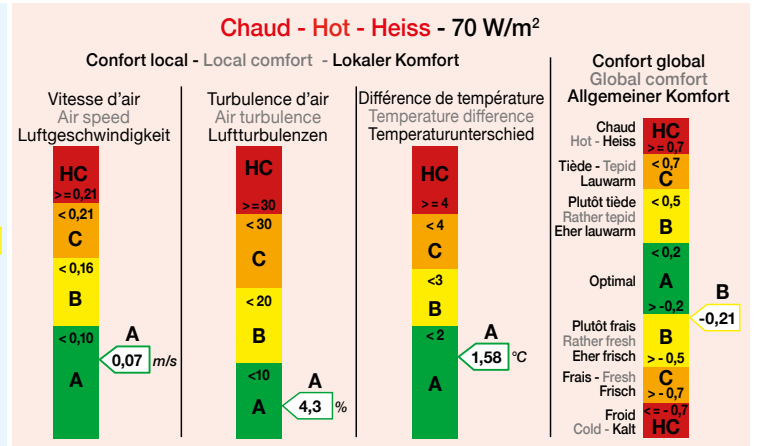 Chaud - Hot - Heiss - 70 W/m²
Confort local - Local comfort - Lokaler Komfort
Vitesse d'air
Air speed
Luftgeschwindigkeit
HC
>= 0,21
< 0,21
C
< 0,16
B
< 0,10
A
A
0,07 m/s
Turbulence d'air
Air turbulence
Luftturbulenzen
HC
>= 30
< 30
C
< 20
B
<10
A
A
4,3 %
Différence de température
Temperature difference
Temperaturunterschied
HC
>= 4
< 4
C
<3
B
< 2
A
A
1,58 °C
Confort global
Global comfort
Allgemeiner Komfort
Chaud
Hot - Heiss
HC
>= 0,7
Tiède - Tepid
Lauwarm
< 0,7
C
Plutôt tiède
Rather tepid
Eher lauwarm
< 0,5
B
< 0,2
Optimal
A
> -0,2
B
-0,21
Plutôt frais
Rather fresh
Eher frisch
B
> - 0,5
Frais - Fresh
Frisch
C
> - 0,7
Froid
Cold - Kalt
<= - 0,7
HC